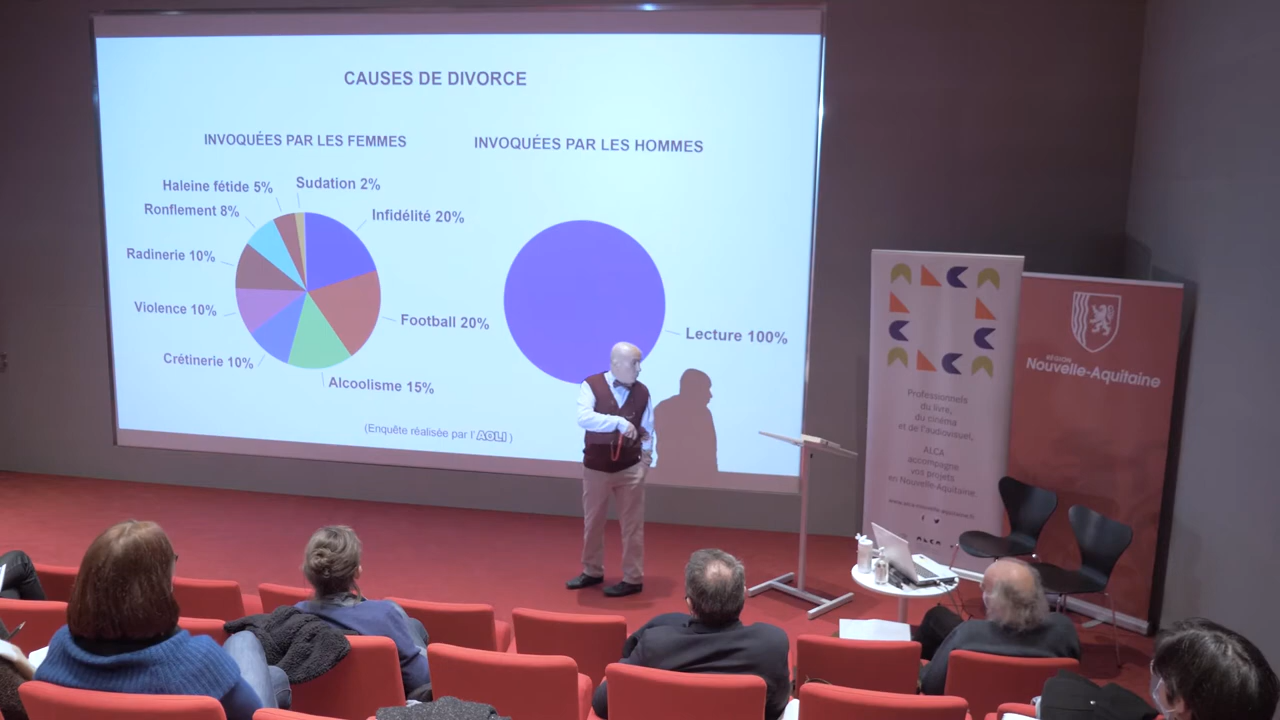 CAUSES DE DIVORCE
INVOQUÉES PAR LES FEMMES
Haleine fétide 5%
Sudation 2%
Ronflement 8%
Infidélité 20%
Radinerie 10%
Violence 10%
Football 20%
Crétinerie 10%
Alcoolisme 15%
INVOQUÉES PAR LES HOMMES
Lecture 100%
(Enquête réalisée par l'AOLI)
Professionnels
du livre,
du cinéma
et de l'audiovisuel,
ALCA
accompagne
vos projets
en Nouvelle-Aquitaine
RÉGION
Nouvelle-Aquitaine